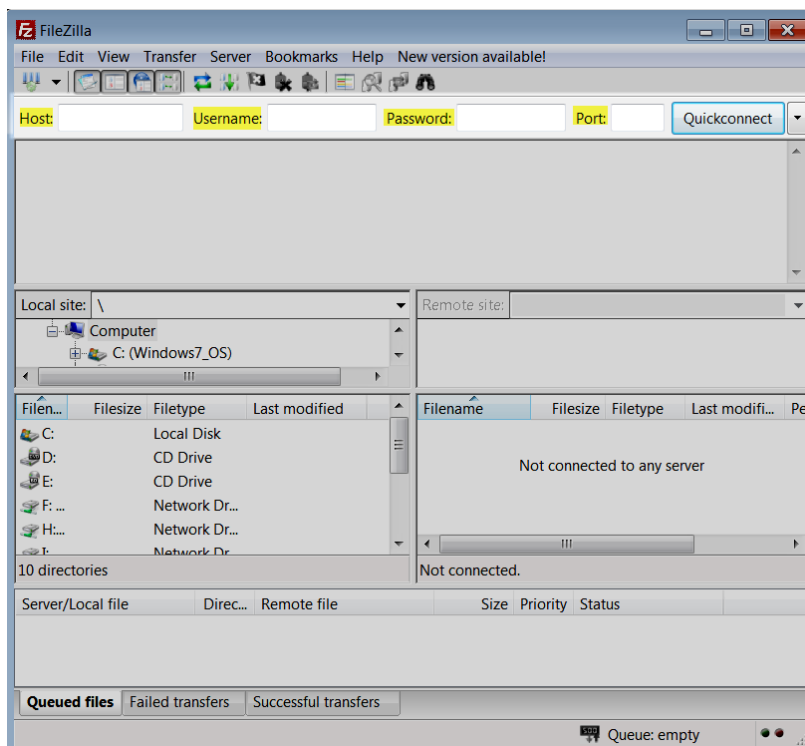 FileZilla
File Edit View Transfer Server Bookmarks Help New version available!
Host: Username: Password: Port: Quickconnect
Local site: \ Remote site:
Computer
C: (Windows7_OS)
Filen... Filesize Filetype Last modified Filename Filesize Filetype Last modifi... Pe
C: Local Disk
D: CD Drive
E: CD Drive
Not connected to any server
F: ... Network Dr...
H:... Network Dr...
I: Network Dr
10 directories Not connected.
Server/Local file Direc... Remote file Size Priority Status
Queued files Failed transfers Successful transfers
Queue: empty